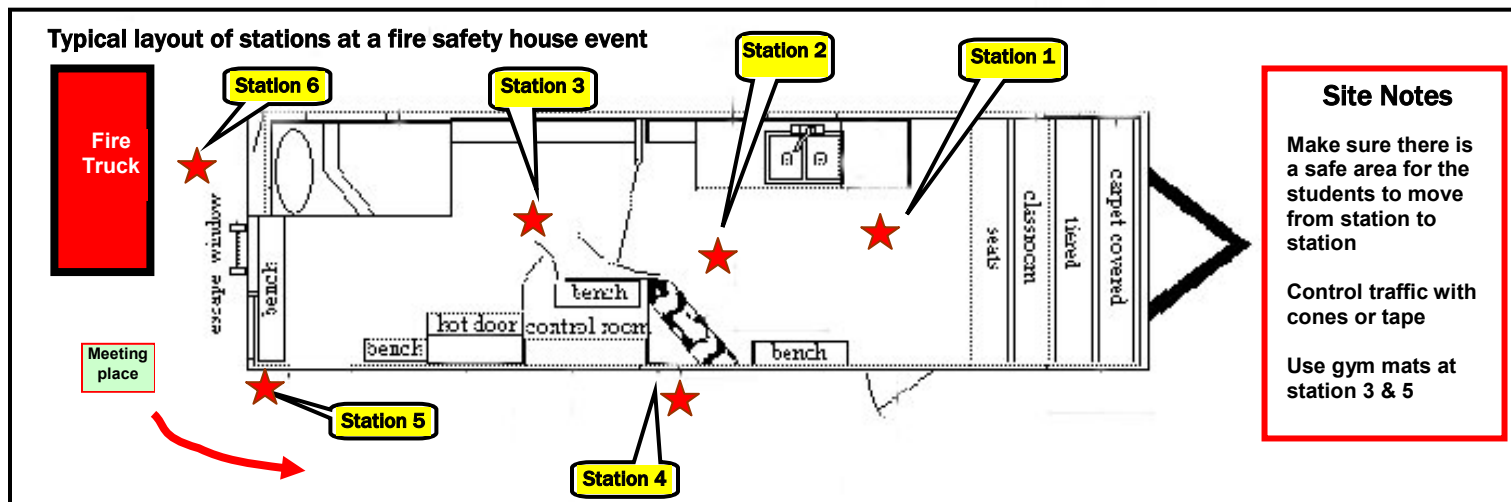 Typical layout of stations at a fire safety house event
Fire
Truck
Station 6
Station 3
Station 2
Station 1
escape window
bench
hot door
bench
control room
bench
bench
seats
classroom
tiered
carpet covered
Meeting
place
Station 5
Station 4
Site Notes
Make sure there is
a safe area for the
students to move
from station to
station
Control traffic with
cones or tape
Use gym mats at
station 3 & 5